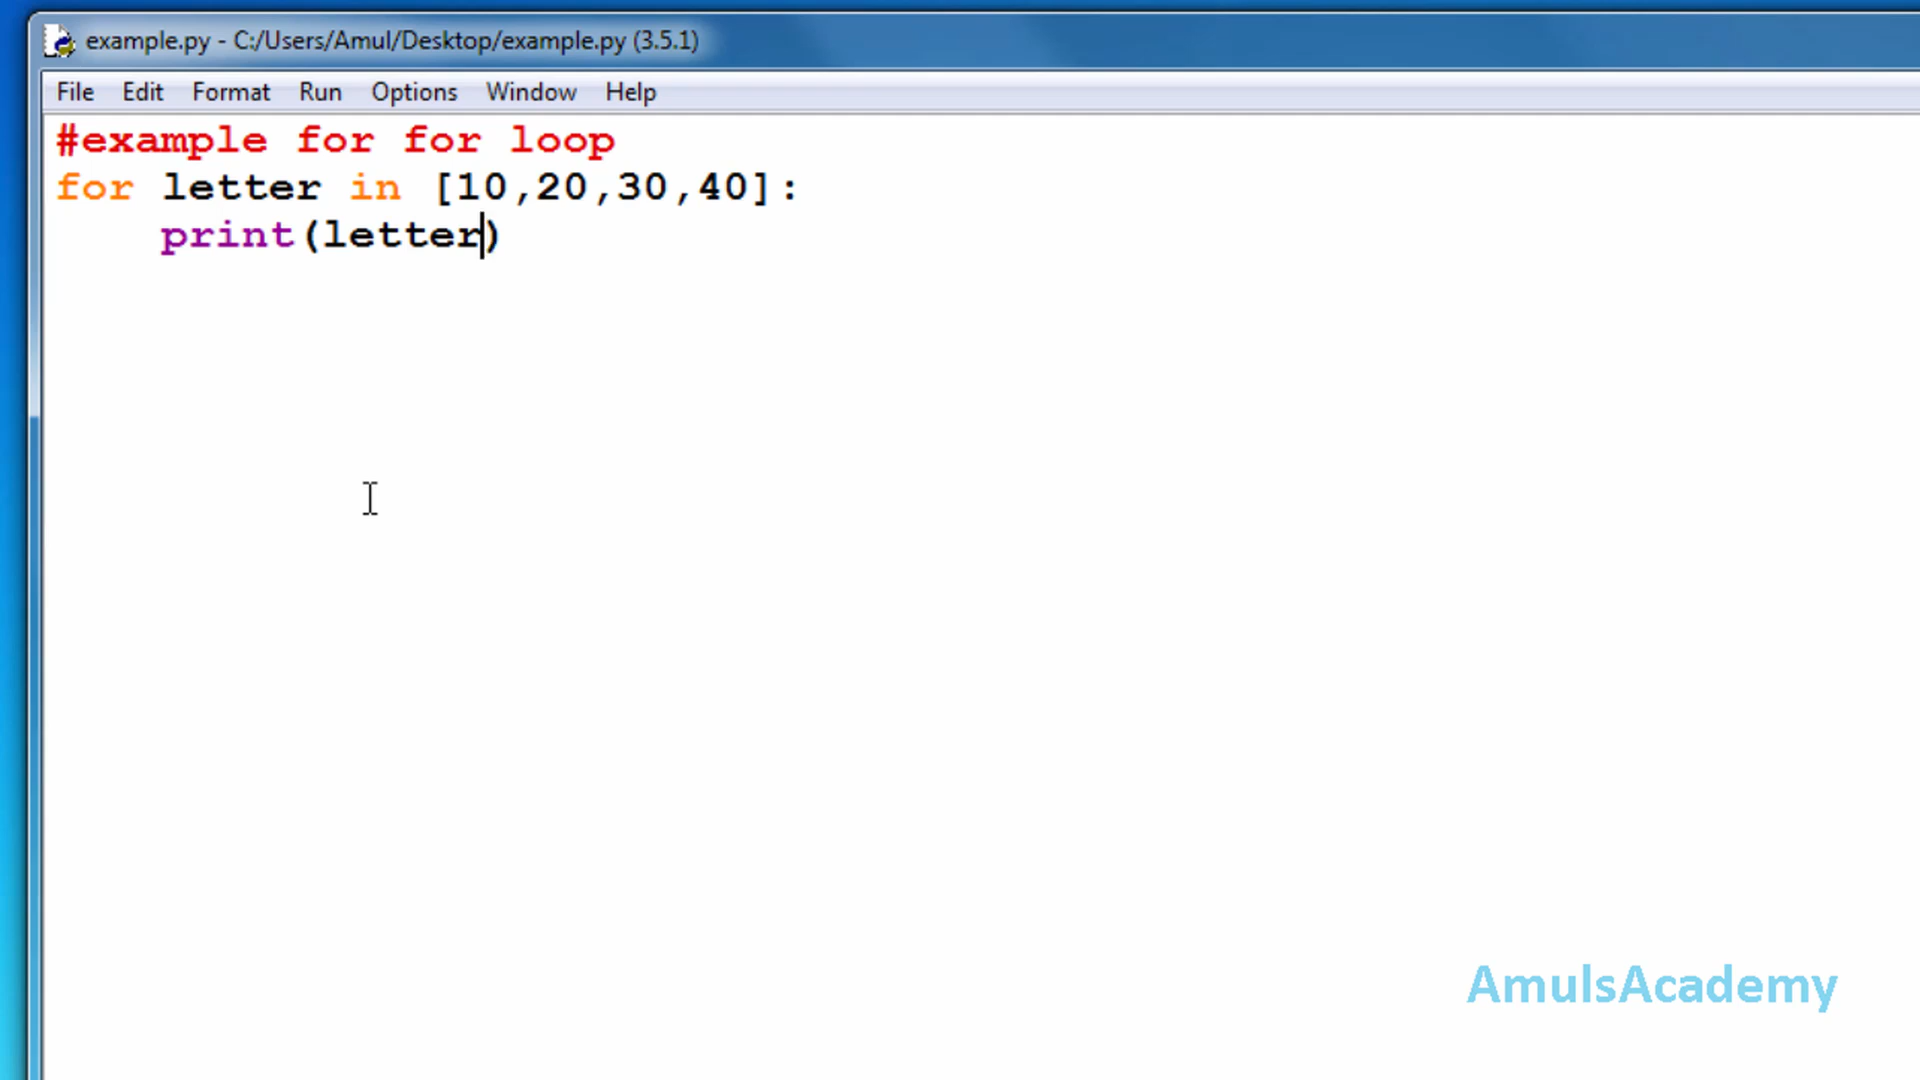 example.py - C:/Users/Amul/Desktop/example.py (3.5.1)
File Edit Format Run Options Window Help
#example for for loop
for letter in [10,20,30,40]:
    print(letter)
AmulsAcademy